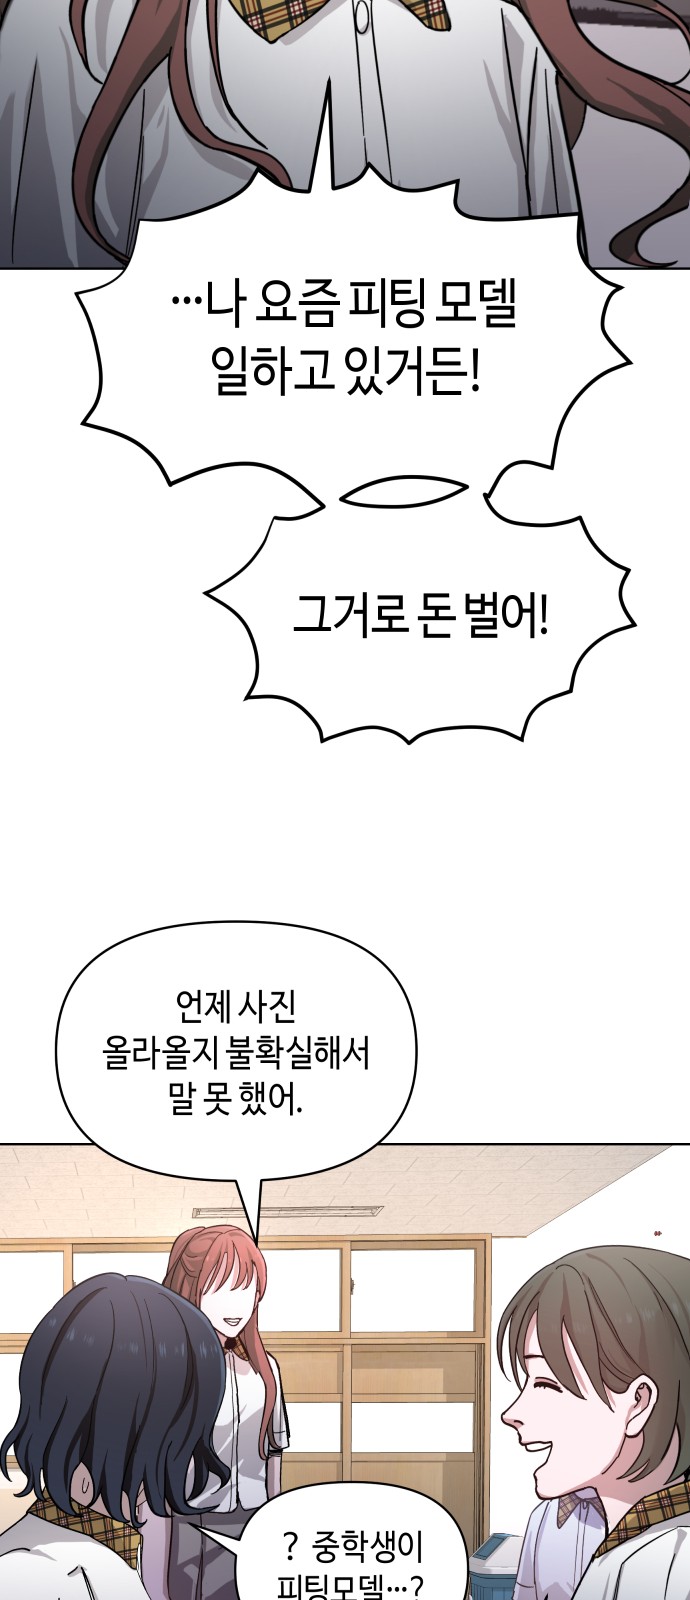 …나 요즘 피팅 모델
일하고 있거든!
그거로 돈 벌어!
언제 사진
올라올지 불확실해서
말 못 했어.
? 중학생이
피팅모델…?